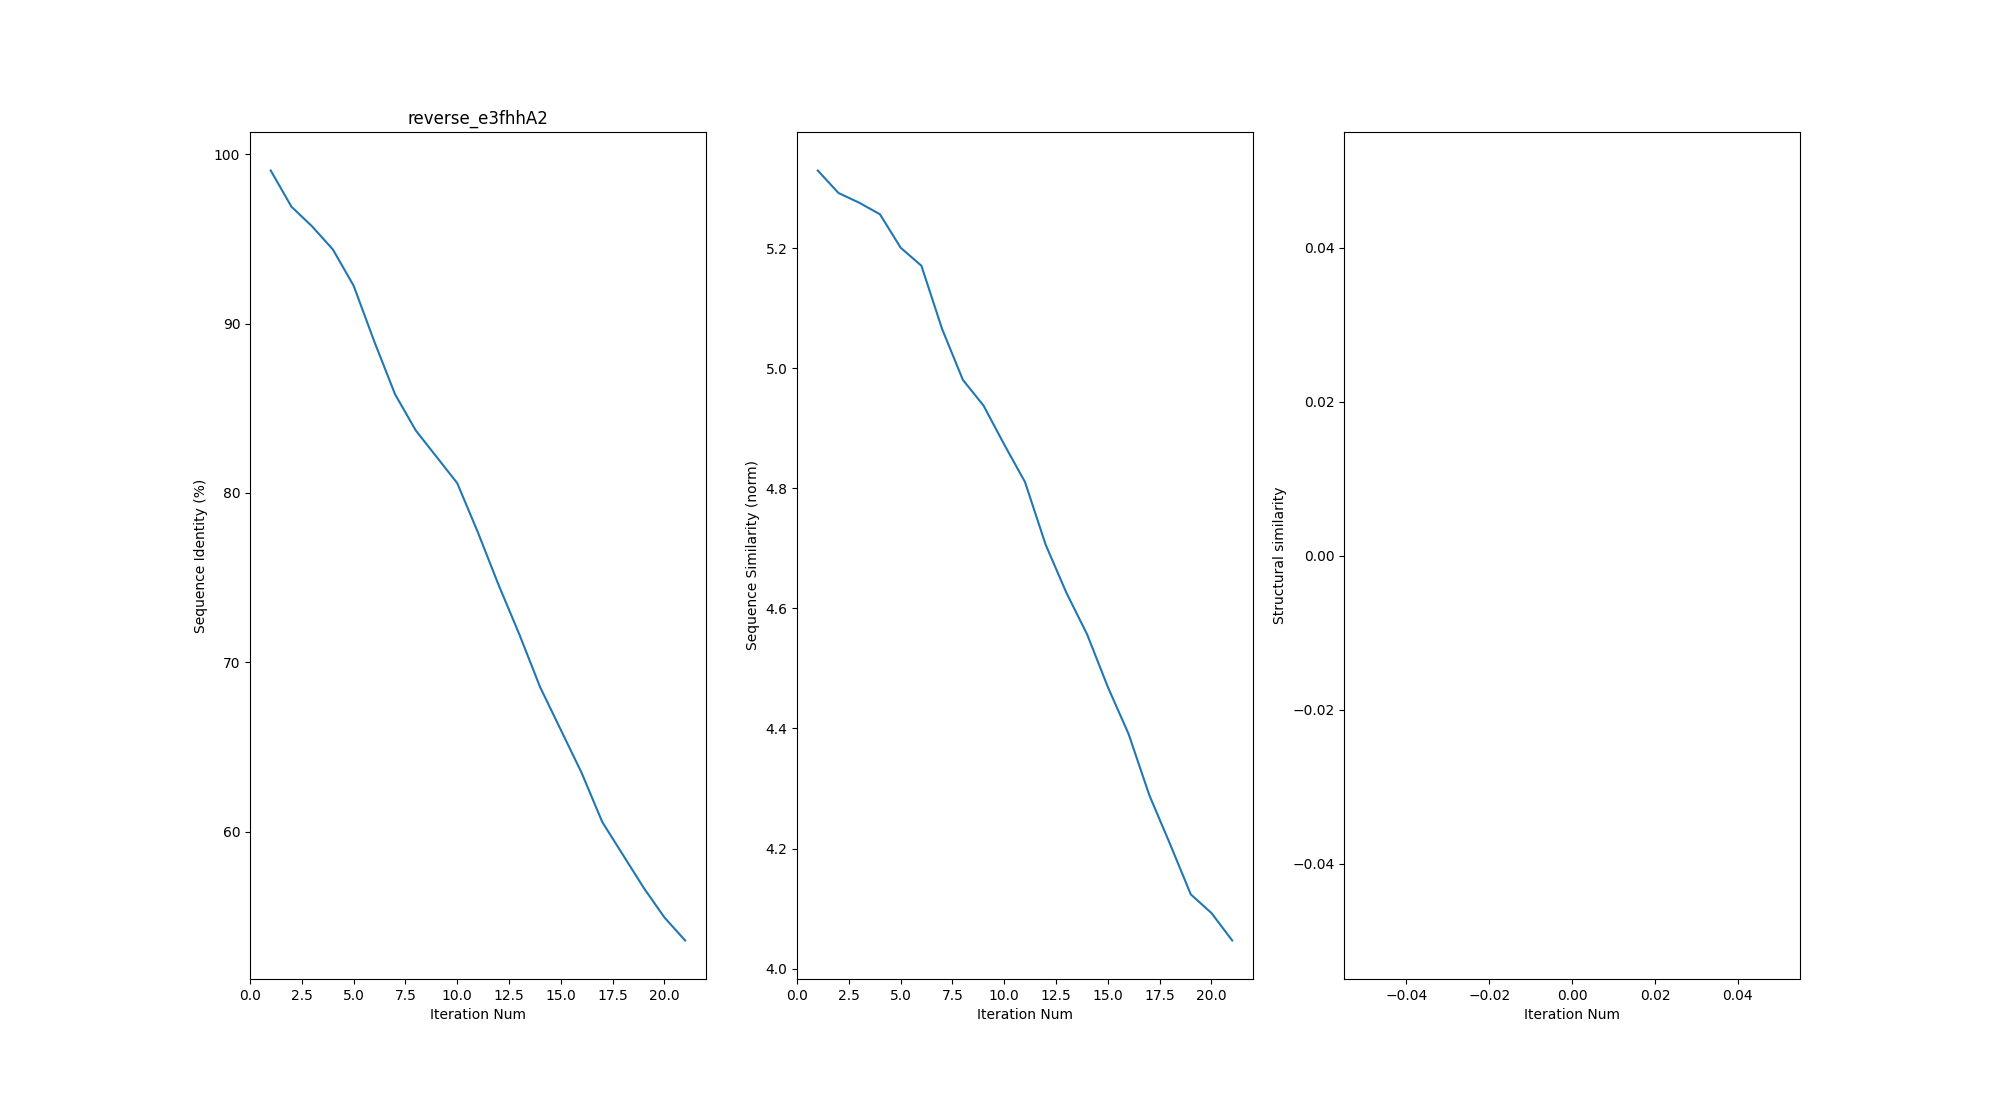 reverse_e3fhhA2
100
90
80
70
60
Sequence Identity (%)
0.0 2.5 5.0 7.5 10.0 12.5 15.0 17.5 20.0
Iteration Num
5.2
5.0
4.8
4.6
4.4
4.2
4.0
Sequence Similarity (norm)
0.0 2.5 5.0 7.5 10.0 12.5 15.0 17.5 20.0
Iteration Num
0.04
0.02
0.00
−0.02
−0.04
Structural similarity
−0.04 −0.02 0.00 0.02 0.04
Iteration Num